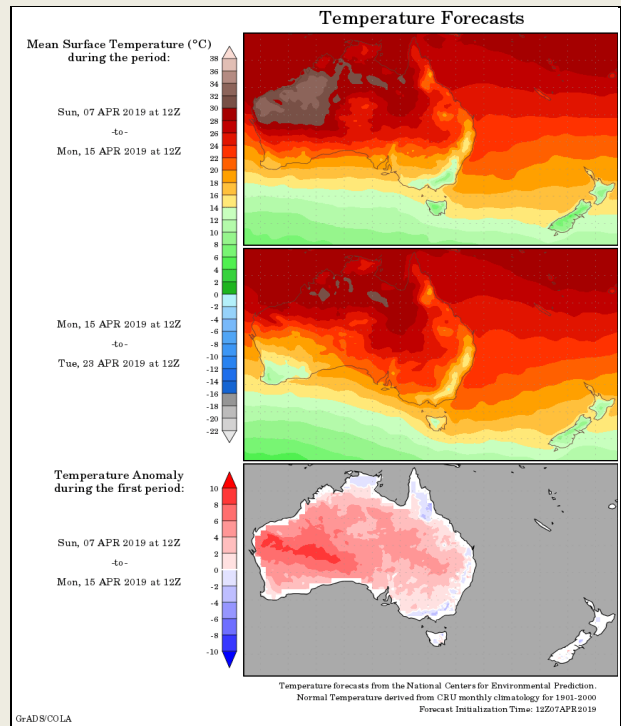 Temperature Forecasts
Mean Surface Temperature (°C)
during the period:
38
36
34
32
30
28
26
24
22
20
18
16
14
12
10
8
6
4
2
0
-2
-4
-6
-8
-10
-12
-14
-16
-17
-18
-20
-22
Sun, 07 APR 2019 at 12Z
-to-
Mon, 15 APR 2019 at 12Z
Mon, 15 APR 2019 at 12Z
-to-
Tue, 23 APR 2019 at 12Z
Temperature Anomaly
during the first period:
10
8
6
4
2
0
-2
-4
-6
-8
-10
Sun, 07 APR 2019 at 12Z
-to-
Mon, 15 APR 2019 at 12Z
Temperature forecasts from the National Centers for Environmental Prediction.
Normal Temperature derived from CRU monthly climatology for 1901-2000
Forecast Initialization Time: 12Z07APR2019
GrADS/COLA